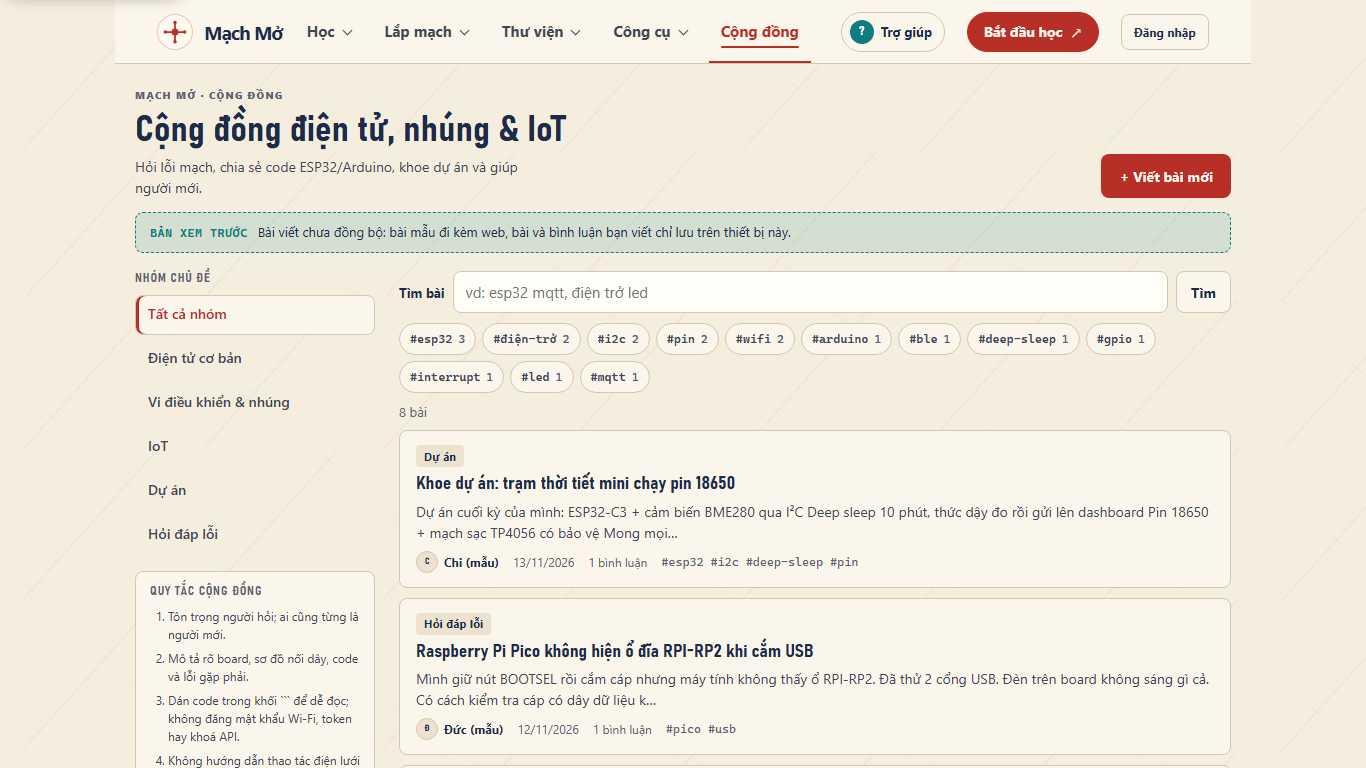 Mạch Mở
Học
Lắp mạch
Thư viện
Công cụ
Cộng đồng
? Trợ giúp
Bắt đầu học ↗
Đăng nhập
MẠCH MỞ · CỘNG ĐỒNG
Cộng đồng điện tử, nhúng & IoT
Hỏi lỗi mạch, chia sẻ code ESP32/Arduino, khoe dự án và giúp
người mới.
+ Viết bài mới
BẢN XEM TRƯỚC Bài viết chưa đồng bộ: bài mẫu đi kèm web, bài và bình luận bạn viết chỉ lưu trên thiết bị này.
NHÓM CHỦ ĐỀ
Tất cả nhóm
Điện tử cơ bản
Vi điều khiển & nhúng
IoT
Dự án
Hỏi đáp lỗi
QUY TẮC CỘNG ĐỒNG
1. Tôn trọng người hỏi; ai cũng từng là
người mới.
2. Mô tả rõ board, sơ đồ nối dây, code
và lỗi gặp phải.
3. Dán code trong khối ``` để dễ đọc;
không đăng mật khẩu Wi-Fi, token
hay khoá API.
4. Không hướng dẫn thao tác điện lưới
Tìm bài
vd: esp32 mqtt, điện trở led
Tìm
#esp32 3 #điện-trở 2 #i2c 2 #pin 2 #wifi 2 #arduino 1 #ble 1 #deep-sleep 1 #gpio 1
#interrupt 1 #led 1 #mqtt 1
8 bài
Dự án
Khoe dự án: trạm thời tiết mini chạy pin 18650
Dự án cuối kỳ của mình: ESP32-C3 + cảm biến BME280 qua I²C Deep sleep 10 phút, thức dậy đo rồi gửi lên dashboard Pin 18650
+ mạch sạc TP4056 có bảo vệ Mong mọi…
C Chi (mẫu) 13/11/2026 1 bình luận #esp32 #i2c #deep-sleep #pin
Hỏi đáp lỗi
Raspberry Pi Pico không hiện ổ đĩa RPI-RP2 khi cắm USB
Mình giữ nút BOOTSEL rồi cắm cáp nhưng máy tính không thấy ổ RPI-RP2. Đã thử 2 cổng USB. Đèn trên board không sáng gì cả.
Có cách kiểm tra cáp có dây dữ liệu k…
Đ Đức (mẫu) 12/11/2026 1 bình luận #pico #usb